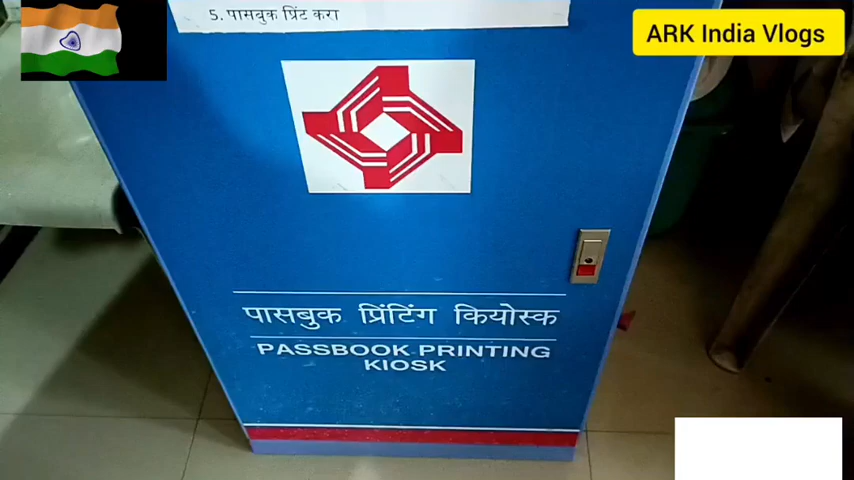 5. पासबुक प्रिंट करा
ARK India Vlogs
पासबुक प्रिंटिंग कियोस्क
PASSBOOK PRINTING
KIOSK